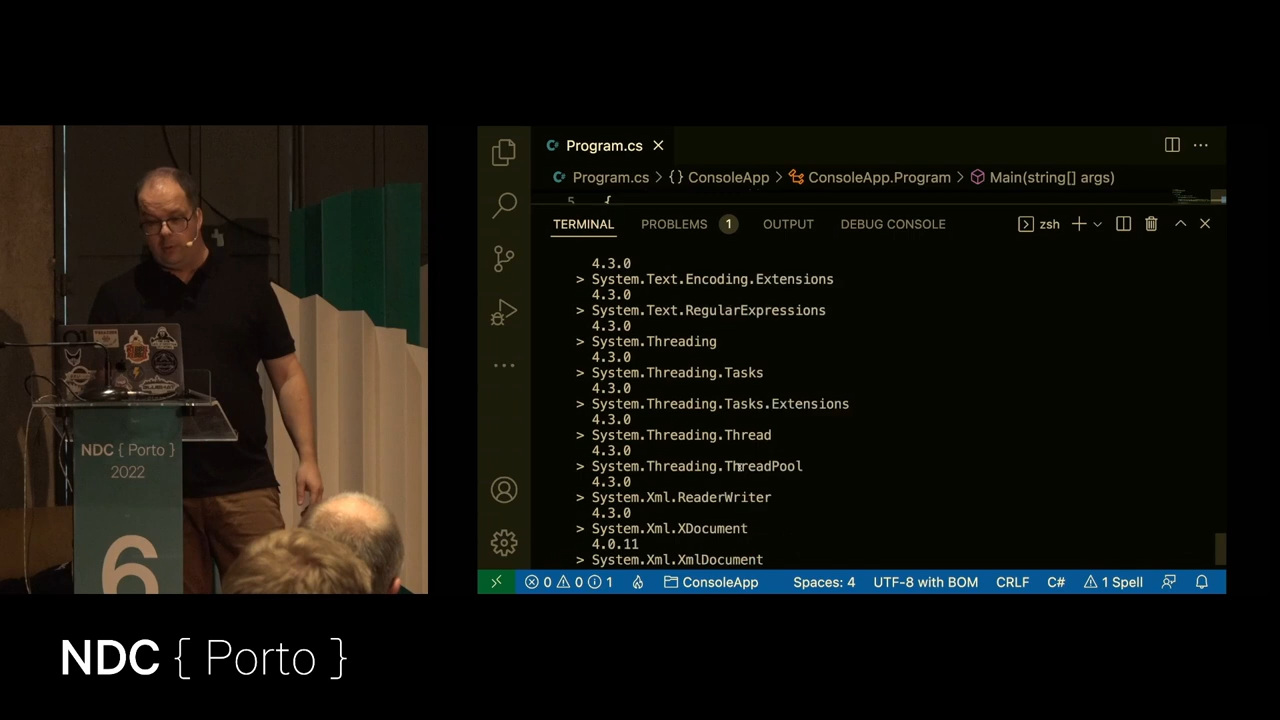 Program.cs
Program.cs > {} ConsoleApp > ConsoleApp.Program > Main(string[] args)
5 {
TERMINAL PROBLEMS 1 OUTPUT DEBUG CONSOLE zsh
4.3.0
> System.Text.Encoding.Extensions
4.3.0
> System.Text.RegularExpressions
4.3.0
> System.Threading
4.3.0
> System.Threading.Tasks
4.3.0
> System.Threading.Tasks.Extensions
4.3.0
> System.Threading.Thread
4.3.0
> System.Threading.ThreadPool
4.3.0
> System.Xml.ReaderWriter
4.3.0
> System.Xml.XDocument
4.0.11
> System.Xml.XmlDocument
0 0 1 ConsoleApp Spaces: 4 UTF-8 with BOM CRLF C# 1 Spell
NDC { Porto }
2022
6
NDC { Porto }